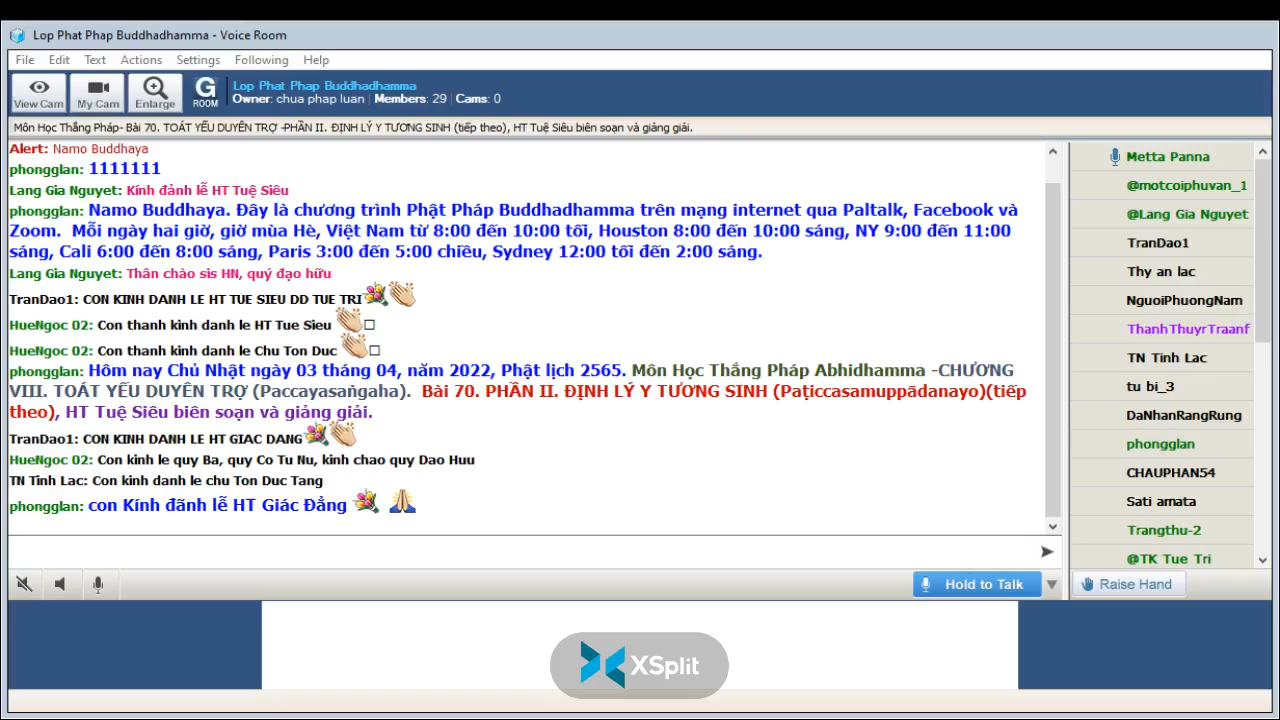 Lop Phat Phap Buddhadhamma - Voice Room
File Edit Text Actions Settings Following Help
View Cam My Cam Enlarge G ROOM
Lop Phat Phap Buddhadhamma
Owner: chua phap luan | Members: 29 | Cams: 0
Môn Học Thắng Pháp- Bài 70. TOÁT YẾU DUYÊN TRỢ -PHẦN II. ĐỊNH LÝ Y TƯƠNG SINH (tiếp theo), HT Tuệ Siêu biên soạn và giảng giải.
Alert: Namo Buddhaya
phongglan: 1111111
Lang Gia Nguyet: Kính đảnh lễ HT Tuệ Siêu
phongglan: Namo Buddhaya. Đây là chương trình Phật Pháp Buddhadhamma trên mạng internet qua Paltalk, Facebook và
Zoom. Mỗi ngày hai giờ, giờ mùa Hè, Việt Nam từ 8:00 đến 10:00 tối, Houston 8:00 đến 10:00 sáng, NY 9:00 đến 11:00
sáng, Cali 6:00 đến 8:00 sáng, Paris 3:00 đến 5:00 chiều, Sydney 12:00 tối đến 2:00 sáng.
Lang Gia Nguyet: Thân chào sis HN, quý đạo hữu
TranDao1: CON KINH DANH LE HT TUE SIEU DD TUE TRI
HueNgoc 02: Con thanh kinh danh le HT Tue Sieu
HueNgoc 02: Con thanh kinh danh le Chu Ton Duc
phongglan: Hôm nay Chủ Nhật ngày 03 tháng 04, năm 2022, Phật lịch 2565. Môn Học Thắng Pháp Abhidhamma -CHƯƠNG
VIII. TOÁT YẾU DUYÊN TRỢ (Paccayasaṅgaha). Bài 70. PHẦN II. ĐỊNH LÝ Y TƯƠNG SINH (Paṭiccasamuppādanayo)(tiếp
theo), HT Tuệ Siêu biên soạn và giảng giải.
TranDao1: CON KINH DANH LE HT GIAC DANG
HueNgoc 02: Con kinh le quy Ba, quy Co Tu Nu, kinh chao quy Dao Huu
TN Tinh Lac: Con kinh danh le chu Ton Duc Tang
phongglan: con Kính đãnh lễ HT Giác Đẳng
Metta Panna
@motcoiphuvan_1
@Lang Gia Nguyet
TranDao1
Thy an lac
NguoiPhuongNam
ThanhThuyrTraanf
TN Tinh Lac
tu bi_3
DaNhanRangRung
phongglan
CHAUPHAN54
Sati amata
Trangthu-2
@TK Tue Tri
Hold to Talk
Raise Hand
XSplit